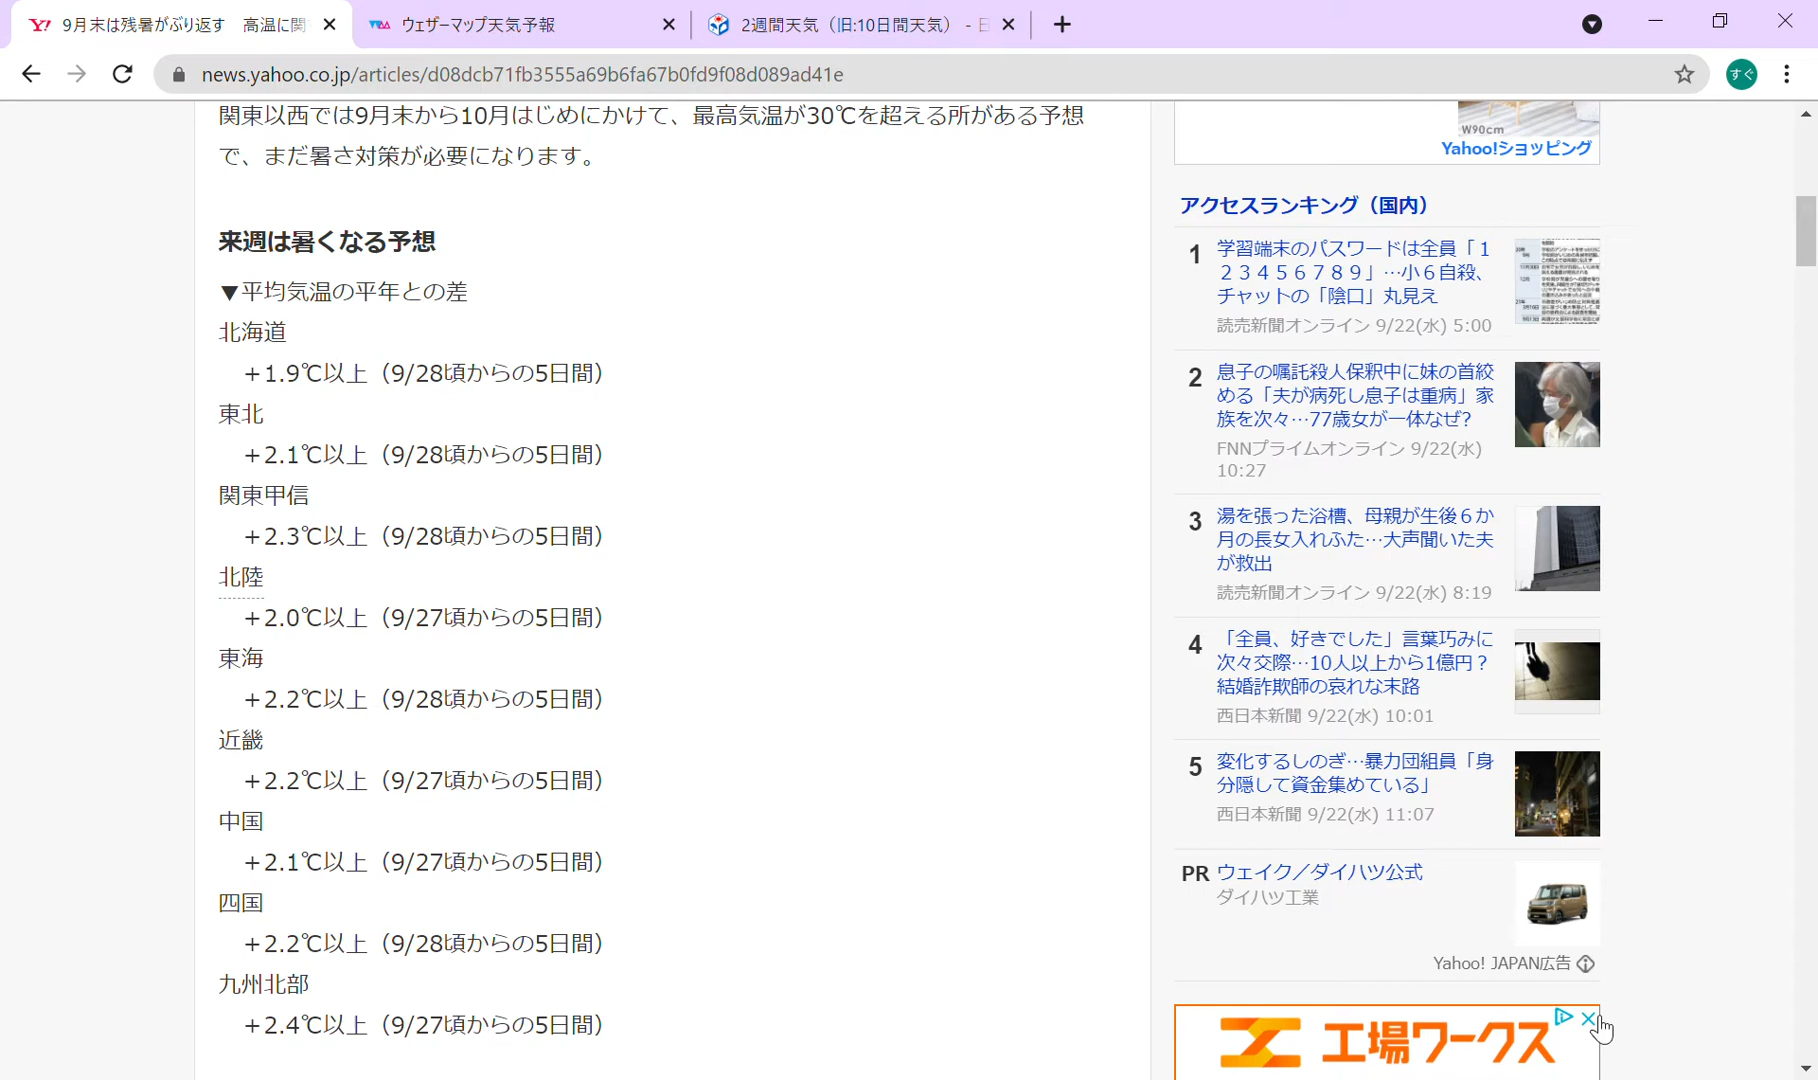 9月末は残暑がぶり返す 高温に関
ウェザーマップ天気予報
2週間天気（旧:10日間天気） - 日
すぐ
news.yahoo.co.jp/articles/d08dcb71fb3555a69b6fa67b0fd9f08d089ad41e
関東以西では9月末から10月はじめにかけて、最高気温が30℃を超える所がある予想
で、まだ暑さ対策が必要になります。
来週は暑くなる予想
▼平均気温の平年との差
北海道
＋1.9℃以上（9/28頃からの5日間）
東北
＋2.1℃以上（9/28頃からの5日間）
関東甲信
＋2.3℃以上（9/28頃からの5日間）
北陸
＋2.0℃以上（9/27頃からの5日間）
東海
＋2.2℃以上（9/28頃からの5日間）
近畿
＋2.2℃以上（9/27頃からの5日間）
中国
＋2.1℃以上（9/27頃からの5日間）
四国
＋2.2℃以上（9/28頃からの5日間）
九州北部
＋2.4℃以上（9/27頃からの5日間）
W90cm
Yahoo!ショッピング
アクセスランキング（国内）
1 学習端末のパスワードは全員「１
２３４５６７８９」…小６自殺、
チャットの「陰口」丸見え
読売新聞オンライン 9/22(水) 5:00
2 息子の嘱託殺人保釈中に妹の首絞
める「夫が病死し息子は重病」家
族を次々…77歳女が一体なぜ?
FNNプライムオンライン 9/22(水)
10:27
3 湯を張った浴槽、母親が生後６か
月の長女入れふた…大声聞いた夫
が救出
読売新聞オンライン 9/22(水) 8:19
4 「全員、好きでした」言葉巧みに
次々交際…10人以上から1億円？
結婚詐欺師の哀れな末路
西日本新聞 9/22(水) 10:01
5 変化するしのぎ…暴力団組員「身
分隠して資金集めている」
西日本新聞 9/22(水) 11:07
PR ウェイク／ダイハツ公式
ダイハツ工業
Yahoo! JAPAN広告
工場ワークス